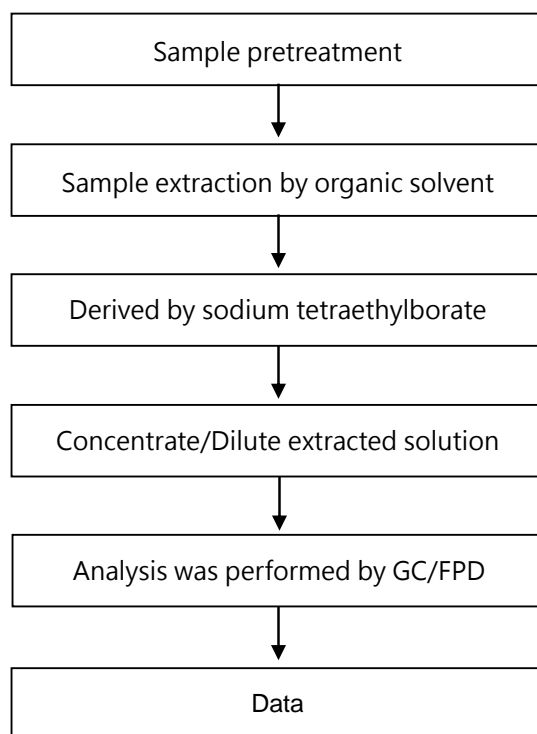 Sample pretreatment
Sample extraction by organic solvent
Derived by sodium tetraethylborate
Concentrate/Dilute extracted solution
Analysis was performed by GC/FPD
Data